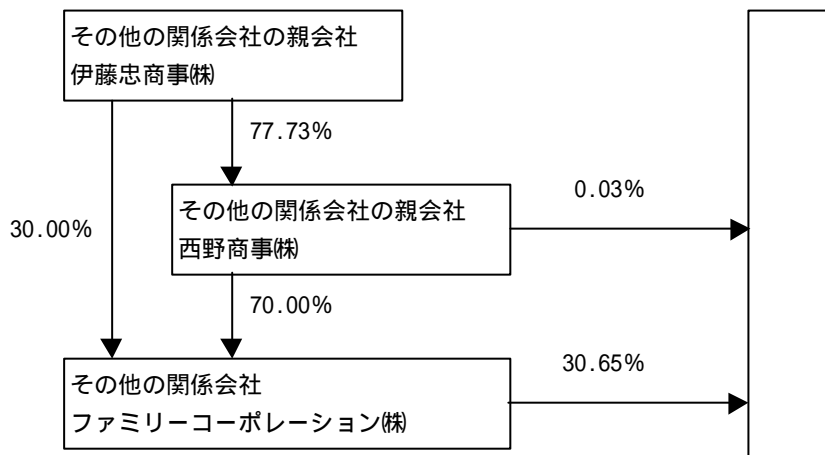 その他の関係会社の親会社
伊藤忠商事㈱
77.73%
その他の関係会社の親会社
西野商事㈱
0.03%
30.00%
70.00%
その他の関係会社
ファミリーコーポレーション㈱
30.65%